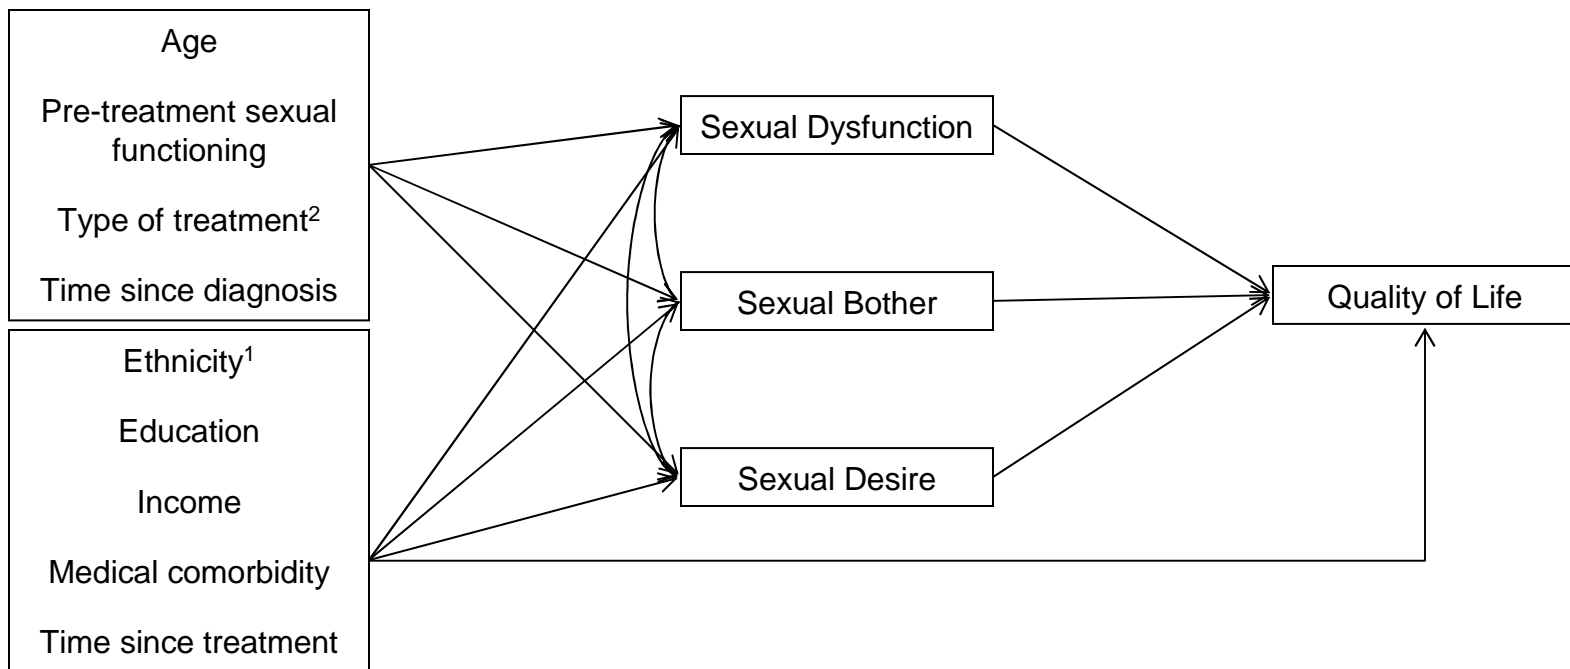 Age
Pre-treatment sexual
functioning
Type of treatment²
Time since diagnosis
Ethnicity¹
Education
Income
Medical comorbidity
Time since treatment
Sexual Dysfunction
Sexual Bother
Sexual Desire
Quality of Life